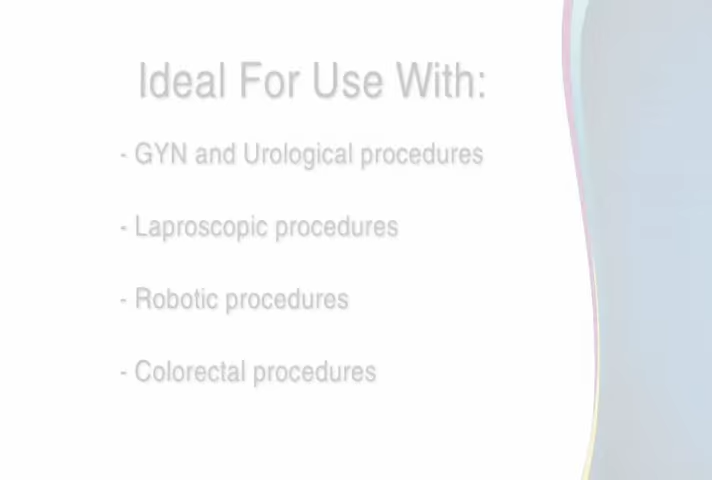 Ideal For Use With:
- GYN and Urological procedures
- Laproscopic procedures
- Robotic procedures
- Colorectal procedures